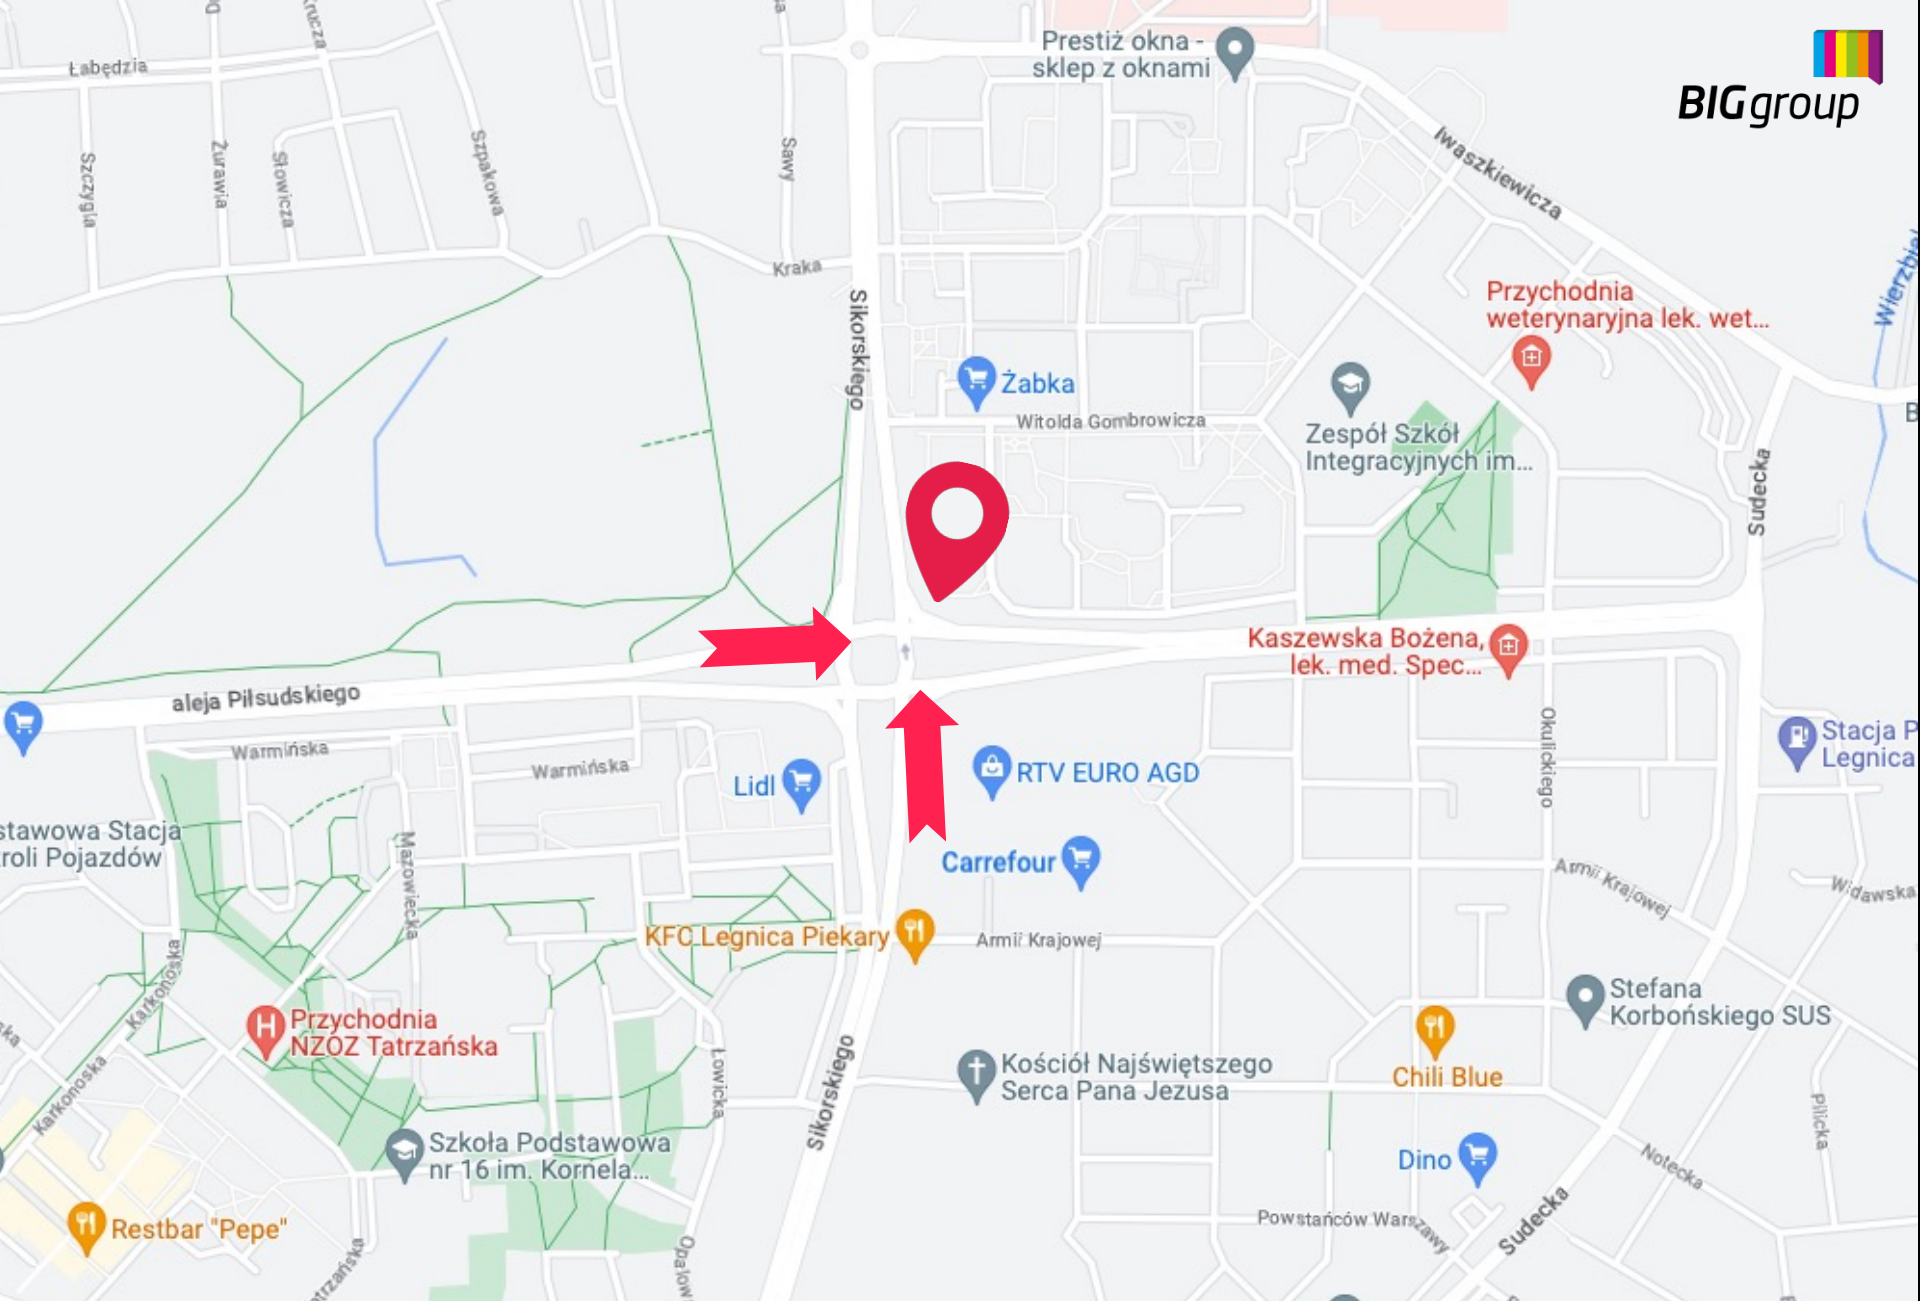 Prestiż okna -
sklep z oknami
BIGgroup
Łabędzia
Krucza
Szczygla
Żurawia
Słowicza
Szpakowa
Sawy
Iwaszkiewicza
Kraka
Sikorskiego
Przychodnia
weterynaryjna lek. wet...
Żabka
Witolda Gombrowicza
Zespół Szkół
Integracyjnych im...
Sudecka
Kaszewska Bożena,
lek. med. Spec...
aleja Piłsudskiego
Warmińska
Warmińska
Lidl
RTV EURO AGD
Okulickiego
Stacja P
Legnica
stawowa Stacja
roli Pojazdów
Mazowiecka
Carrefour
Armii Krajowej
Widawska
KFC Legnica Piekary
Armii Krajowej
Karkonoska
Przychodnia
NZOZ Tatrzańska
Stefana
Korbońskiego SUS
Chili Blue
Kościół Najświętszego
Serca Pana Jezusa
Łowicka
Sikorskiego
Karkonoska
Pilicka
Szkoła Podstawowa
nr 16 im. Kornela...
Dino
Notecka
Restbar "Pepe"
Powstańców Warszawy
Sudecka